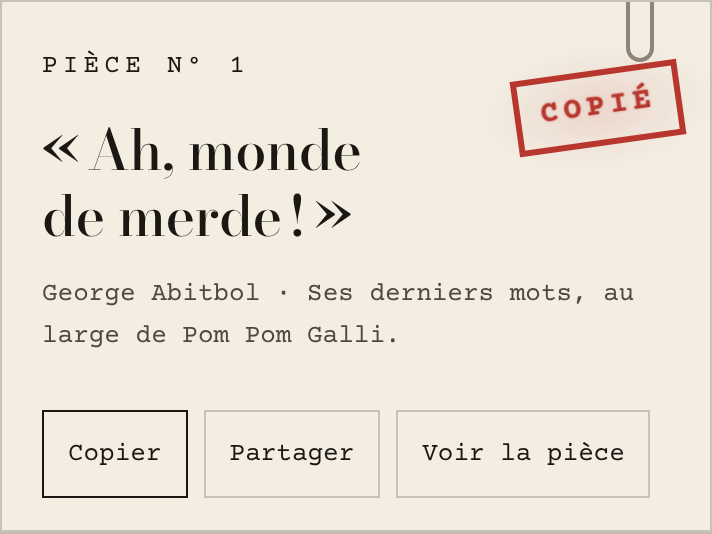 PIÈCE N° 1
COPIÉ
« Ah, monde
de merde ! »
George Abitbol · Ses derniers mots, au
large de Pom Pom Galli.
Copier
Partager
Voir la pièce